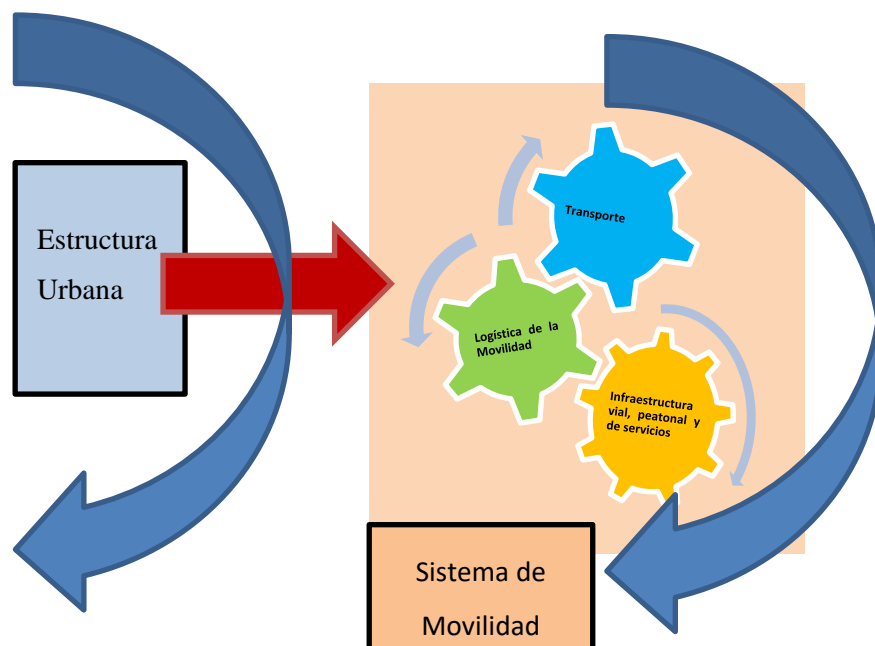 Estructura
Urbana
Transporte
Logística de la
Movilidad
Infraestructura
vial, peatonal y
de servicios
Sistema de
Movilidad